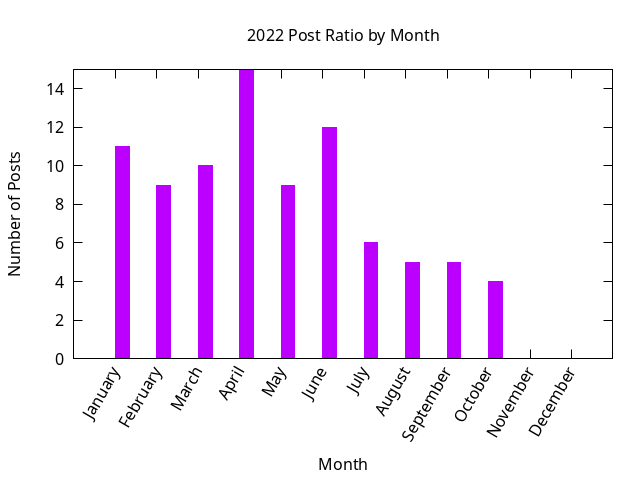 2022 Post Ratio by Month
Number of Posts
14
12
10
8
6
4
2
0
January
February
March
April
May
June
July
August
September
October
November
December
Month